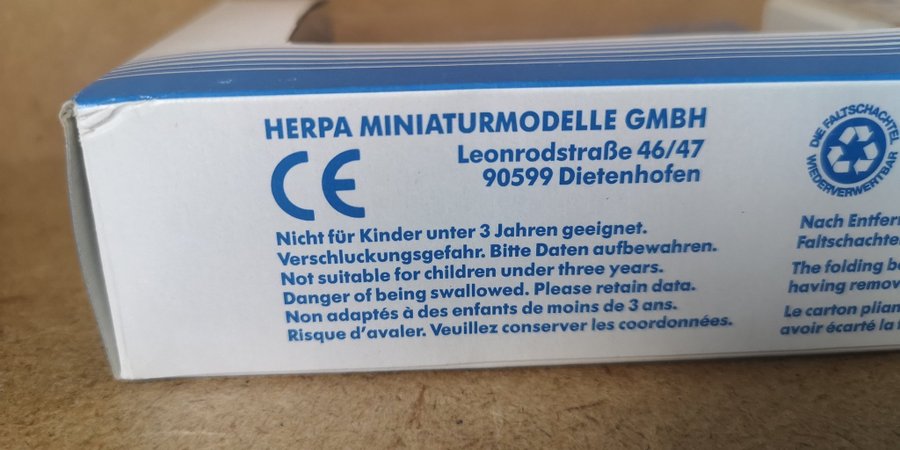 HERPA MINIATURMODELLE GMBH
Leonrodstraße 46/47
90599 Dietenhofen
CE
Nicht für Kinder unter 3 Jahren geeignet.
Verschluckungsgefahr. Bitte Daten aufbewahren.
Not suitable for children under three years.
Danger of being swallowed. Please retain data.
Non adaptés à des enfants de moins de 3 ans.
Risque d'avaler. Veuillez conserver les coordonnées.
DIE FALTSCHACHTEL
WIEDERVERWERTBAR
Nach Entfern
Faltschachte
The folding b
having remov
Le carton plian
avoir écarté la